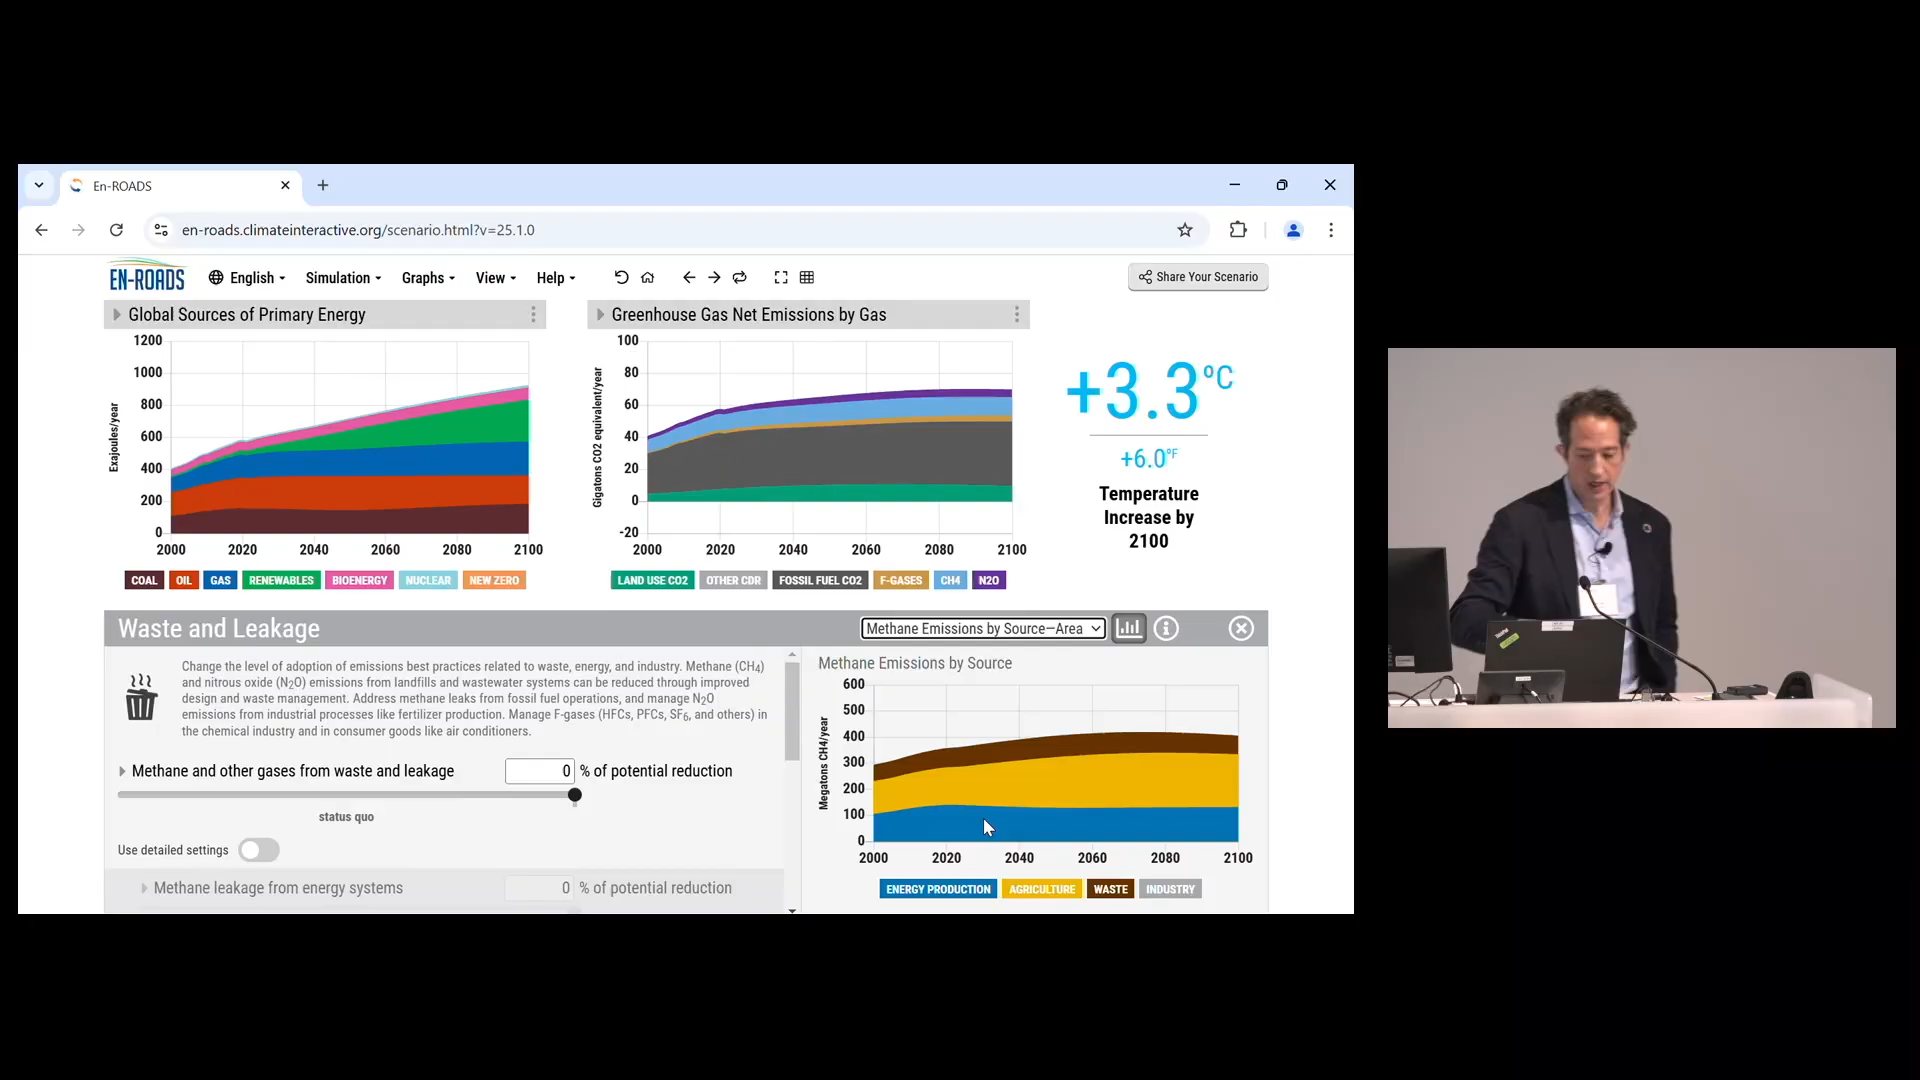 En-ROADS
en-roads.climateinteractive.org/scenario.html?v=25.1.0
EN-ROADS
English
Simulation
Graphs
View
Help
Share Your Scenario
Global Sources of Primary Energy
Exajoules/year
1200
1000
800
600
400
200
0
2000 2020 2040 2060 2080 2100
COAL OIL GAS RENEWABLES BIOENERGY NUCLEAR NEW ZERO
Greenhouse Gas Net Emissions by Gas
Gigatons CO2 equivalent/year
100
80
60
40
20
0
-20
2000 2020 2040 2060 2080 2100
LAND USE CO2 OTHER CDR FOSSIL FUEL CO2 F-GASES CH4 N2O
+3.3°C
+6.0°F
Temperature
Increase by
2100
Waste and Leakage
Methane Emissions by Source—Area
Change the level of adoption of emissions best practices related to waste, energy, and industry. Methane (CH₄)
and nitrous oxide (N₂O) emissions from landfills and wastewater systems can be reduced through improved
design and waste management. Address methane leaks from fossil fuel operations, and manage N₂O
emissions from industrial processes like fertilizer production. Manage F-gases (HFCs, PFCs, SF₆, and others) in
the chemical industry and in consumer goods like air conditioners.
Methane and other gases from waste and leakage 0 % of potential reduction
status quo
Use detailed settings
Methane leakage from energy systems 0 % of potential reduction
Methane Emissions by Source
Megatons CH4/year
600
500
400
300
200
100
0
2000 2020 2040 2060 2080 2100
ENERGY PRODUCTION AGRICULTURE WASTE INDUSTRY